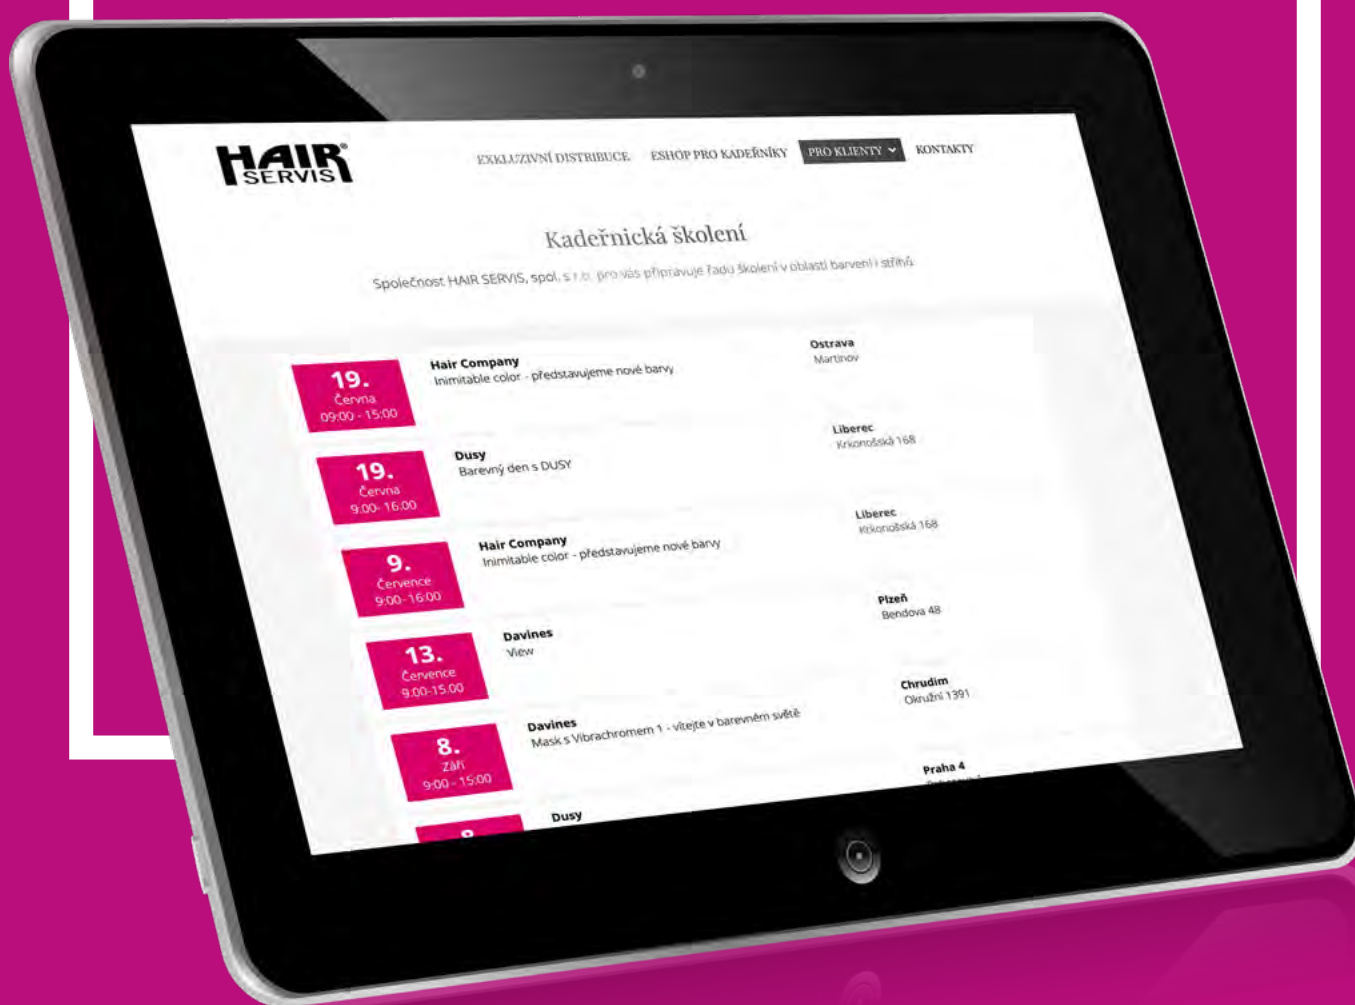 HAIR®
SERVIS
EXKLUZIVNÍ DISTRIBUCE ESHOP PRO KADEŘNÍKY PRO KLIENTY KONTAKTY
Kadeřnická školení
Společnost HAIR SERVIS, spol. s r.o. pro vás připravuje řadu školení v oblasti barvení i střihů
19.
Června
09:00 - 15:00
Hair Company
Inimitable color - představujeme nové barvy
Ostrava
Martinov
19.
Června
9:00- 16:00
Dusy
Barevný den s DUSY
Liberec
Krkonošská 168
9.
Července
9:00- 16:00
Hair Company
Inimitable color - představujeme nové barvy
Liberec
Krkonošská 168
13.
Července
9:00-15:00
Davines
View
Plzeň
Bendova 48
8.
Září
9:00 - 15:00
Davines
Mask s Vibrachromem 1 - vítejte v barevném světě
Chrudim
Okružní 1391
Dusy
Praha 4